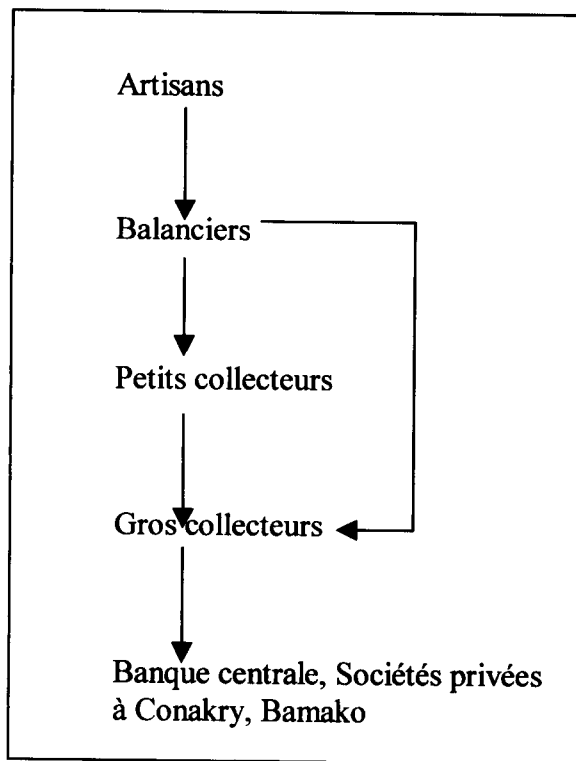 Artisans
Balanciers
Petits collecteurs
Gros collecteurs
Banque centrale, Sociétés privées
à Conakry, Bamako